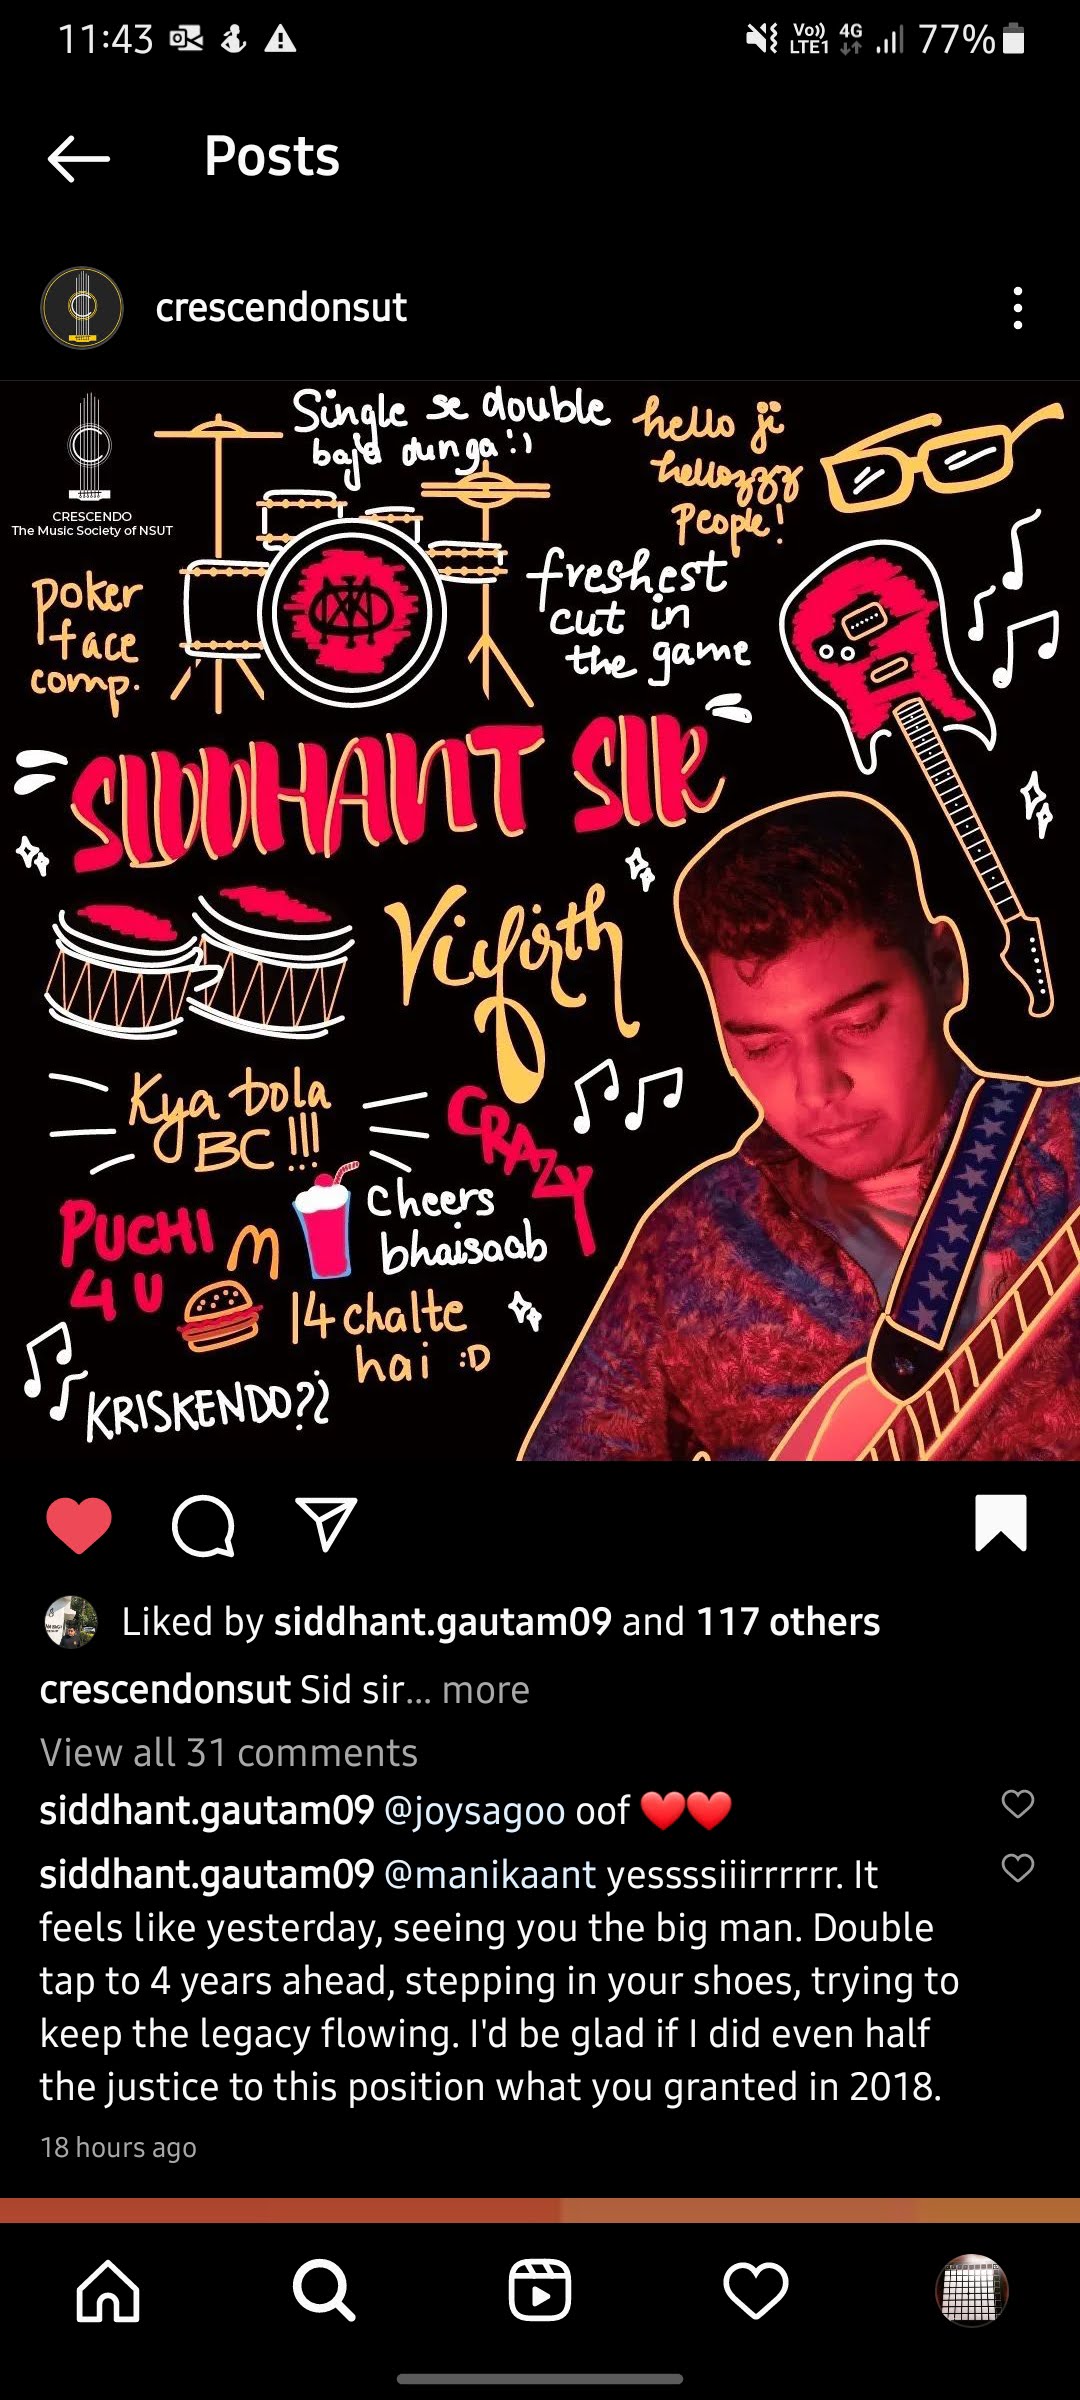 11:43
Vo)) LTE1 4G 77%
Posts
crescendonsut
CRESCENDO
The Music Society of NSUT
Single se double
baja dunga :)
hello ji
hellozzz
People!
poker
face
comp.
freshest
cut in
the game
SIDDHANT SIR
Vicfirth
Kya bola
BC !!!
CRAZY
PUCHI
4 U
Cheers
bhaisaab
14 chalte
hai :D
KRISKENDO?¿
Liked by siddhant.gautam09 and 117 others
crescendonsut Sid sir... more
View all 31 comments
siddhant.gautam09 @joysagoo oof ❤️❤️
siddhant.gautam09 @manikaant yessssiiirrrrrr. It
feels like yesterday, seeing you the big man. Double
tap to 4 years ahead, stepping in your shoes, trying to
keep the legacy flowing. I'd be glad if I did even half
the justice to this position what you granted in 2018.
18 hours ago